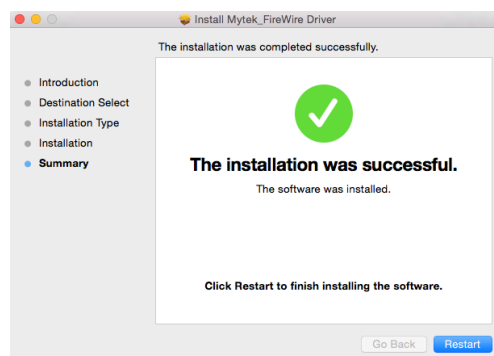 Install Mytek_FireWire Driver
The installation was completed successfully.
Introduction
Destination Select
Installation Type
Installation
Summary
The installation was successful.
The software was installed.
Click Restart to finish installing the software.
Go Back
Restart